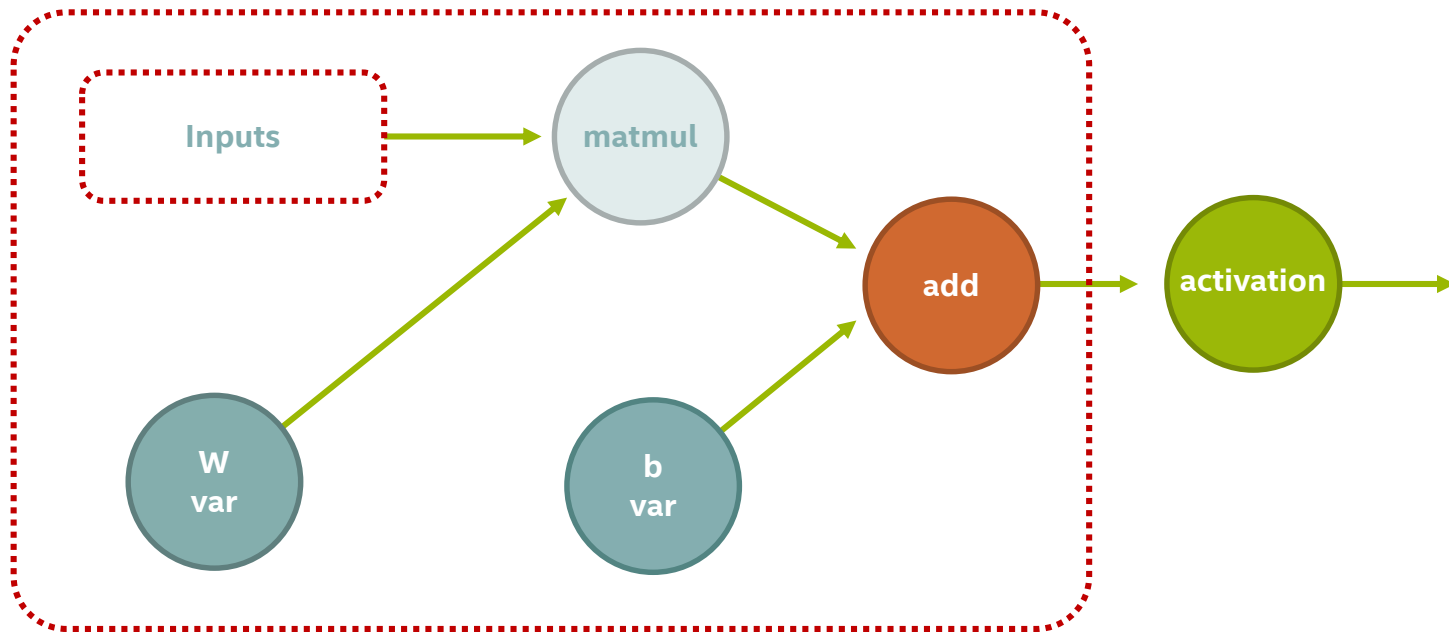 Inputs
matmul
add
activation
W
var
b
var